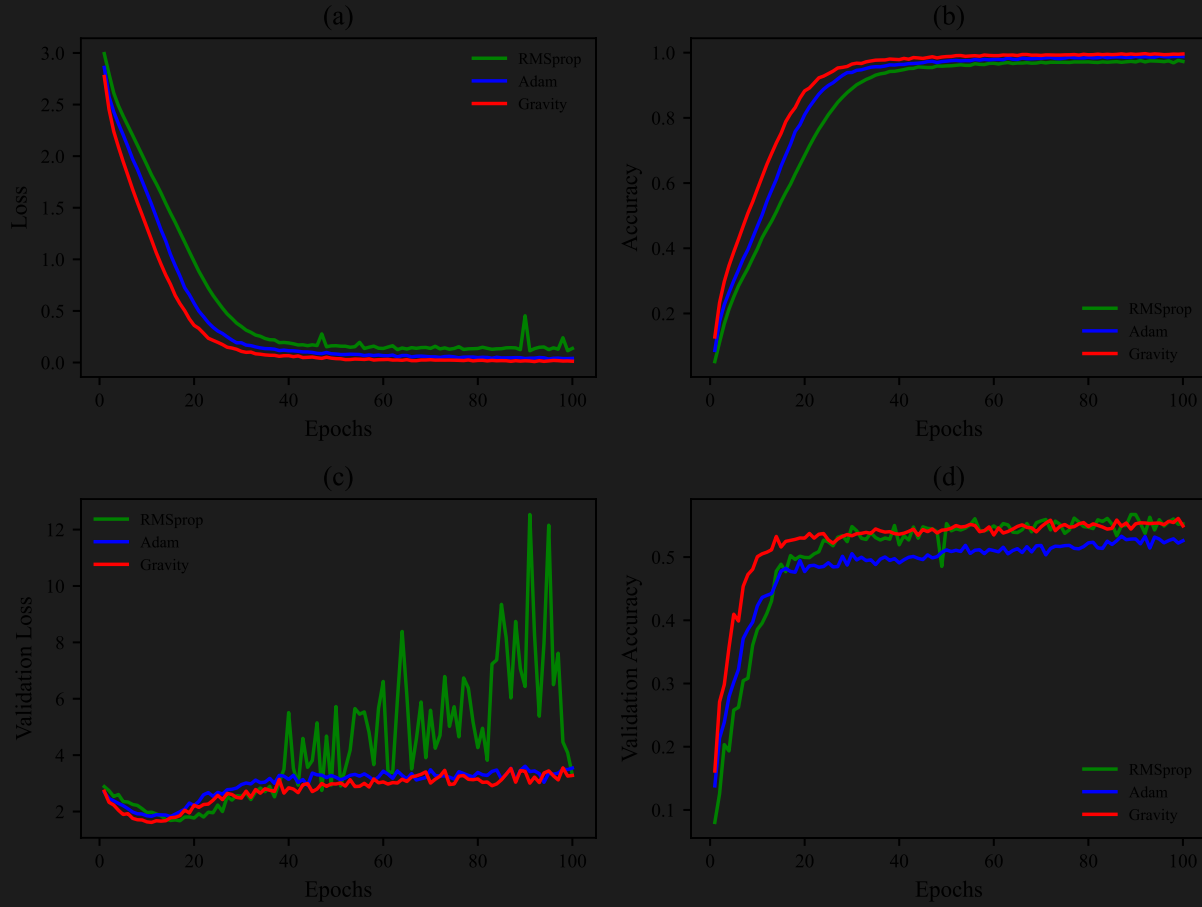 (a)
3.0
2.5
2.0
1.5
1.0
0.5
0.0
Loss
0 20 40 60 80 100
Epochs
RMSprop
Adam
Gravity
(b)
1.0
0.8
0.6
0.4
0.2
Accuracy
0 20 40 60 80 100
Epochs
RMSprop
Adam
Gravity
(c)
12
10
8
6
4
2
Validation Loss
0 20 40 60 80 100
Epochs
RMSprop
Adam
Gravity
(d)
0.5
0.4
0.3
0.2
0.1
Validation Accuracy
0 20 40 60 80 100
Epochs
RMSprop
Adam
Gravity